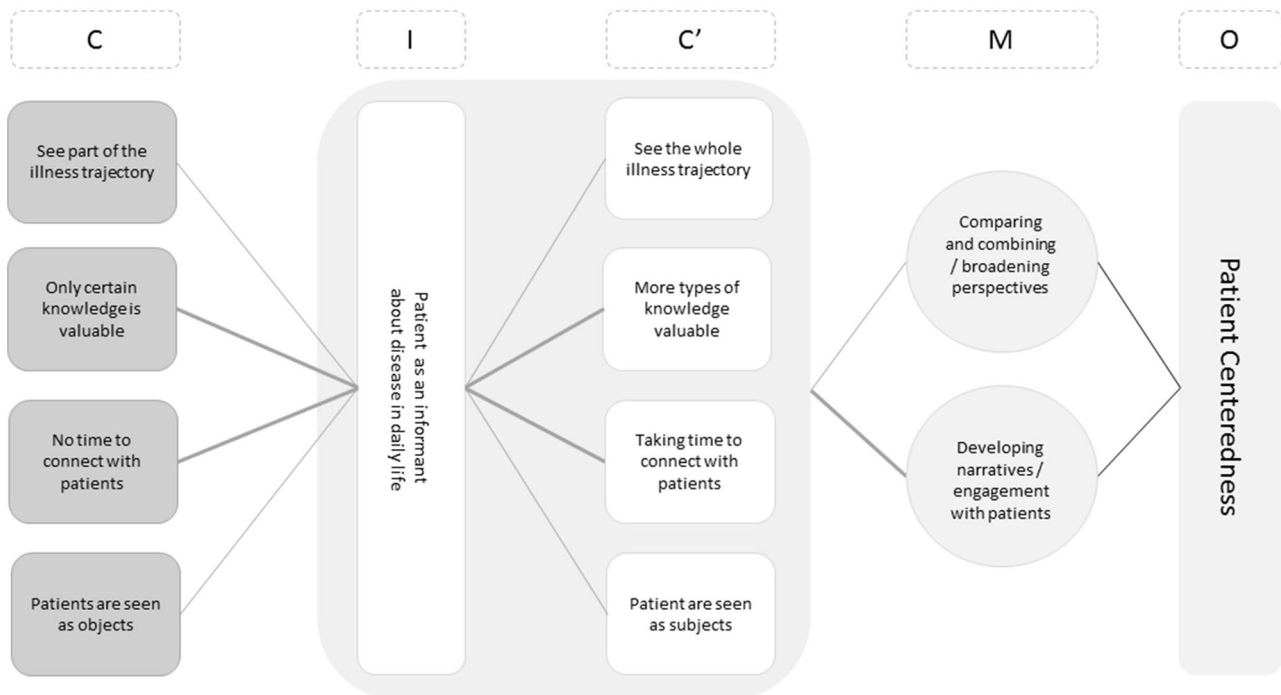 C
I
C’
M
O
See part of the
illness trajectory
Only certain
knowledge is
valuable
No time to
connect with
patients
Patients are seen
as objects
Patient as an informant
about disease in daily life
See the whole
illness trajectory
More types of
knowledge
valuable
Taking time to
connect with
patients
Patient are seen
as subjects
Comparing
and combining
/ broadening
perspectives
Developing
narratives /
engagement
with patients
Patient Centeredness